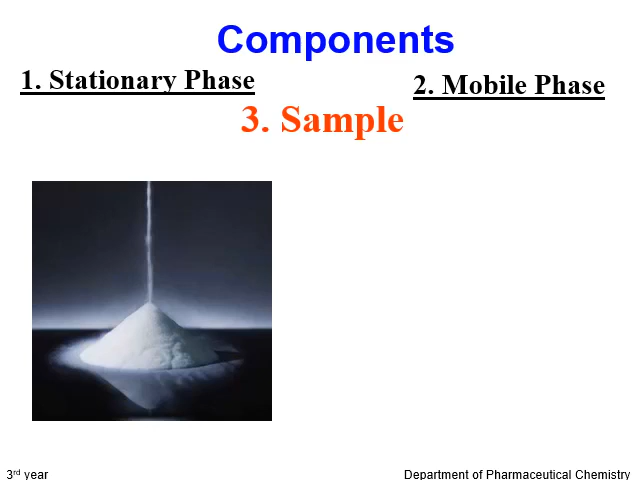 Components
1. Stationary Phase
2. Mobile Phase
3. Sample
3rd year
Department of Pharmaceutical Chemistry